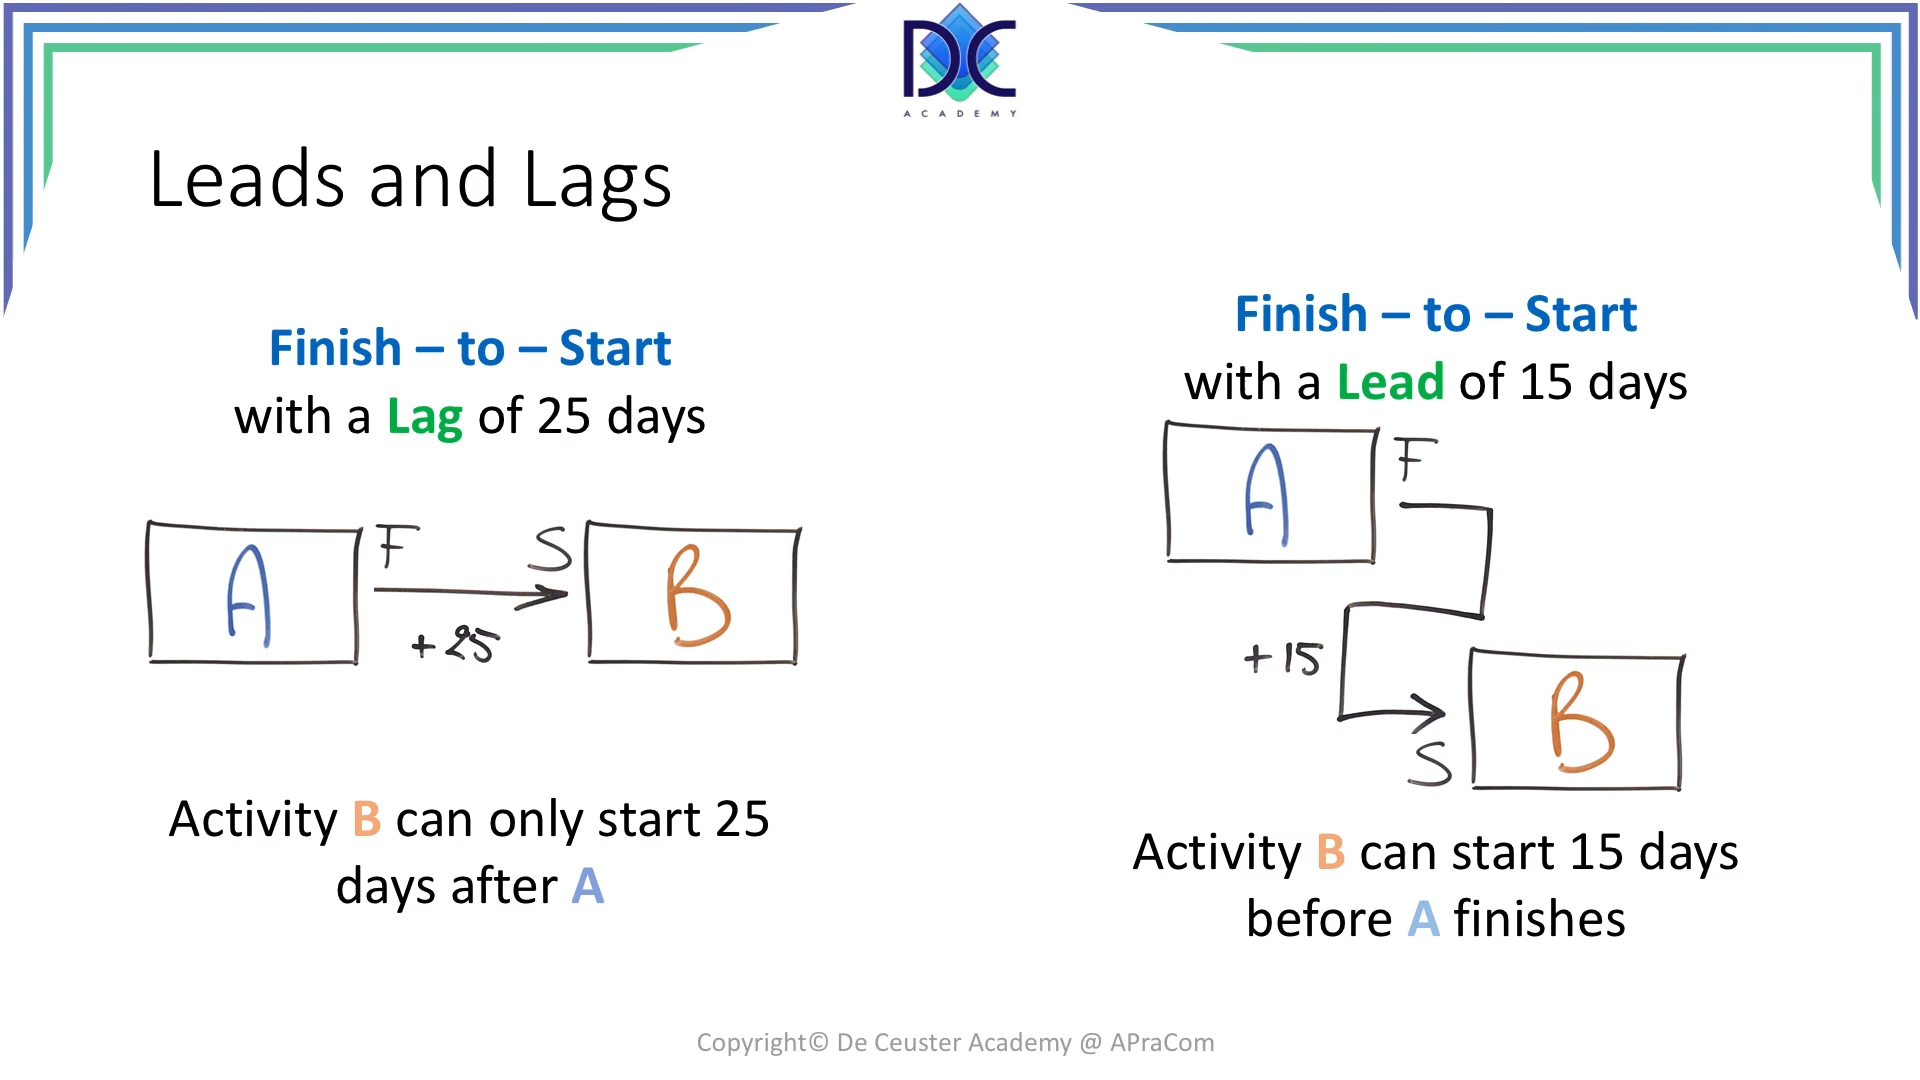 DC
ACADEMY
Leads and Lags
Finish – to – Start
with a Lag of 25 days
A
F
S
B
+25
Activity B can only start 25
days after A
Finish – to – Start
with a Lead of 15 days
A
F
+15
S
B
Activity B can start 15 days
before A finishes
Copyright© De Ceuster Academy @ APraCom